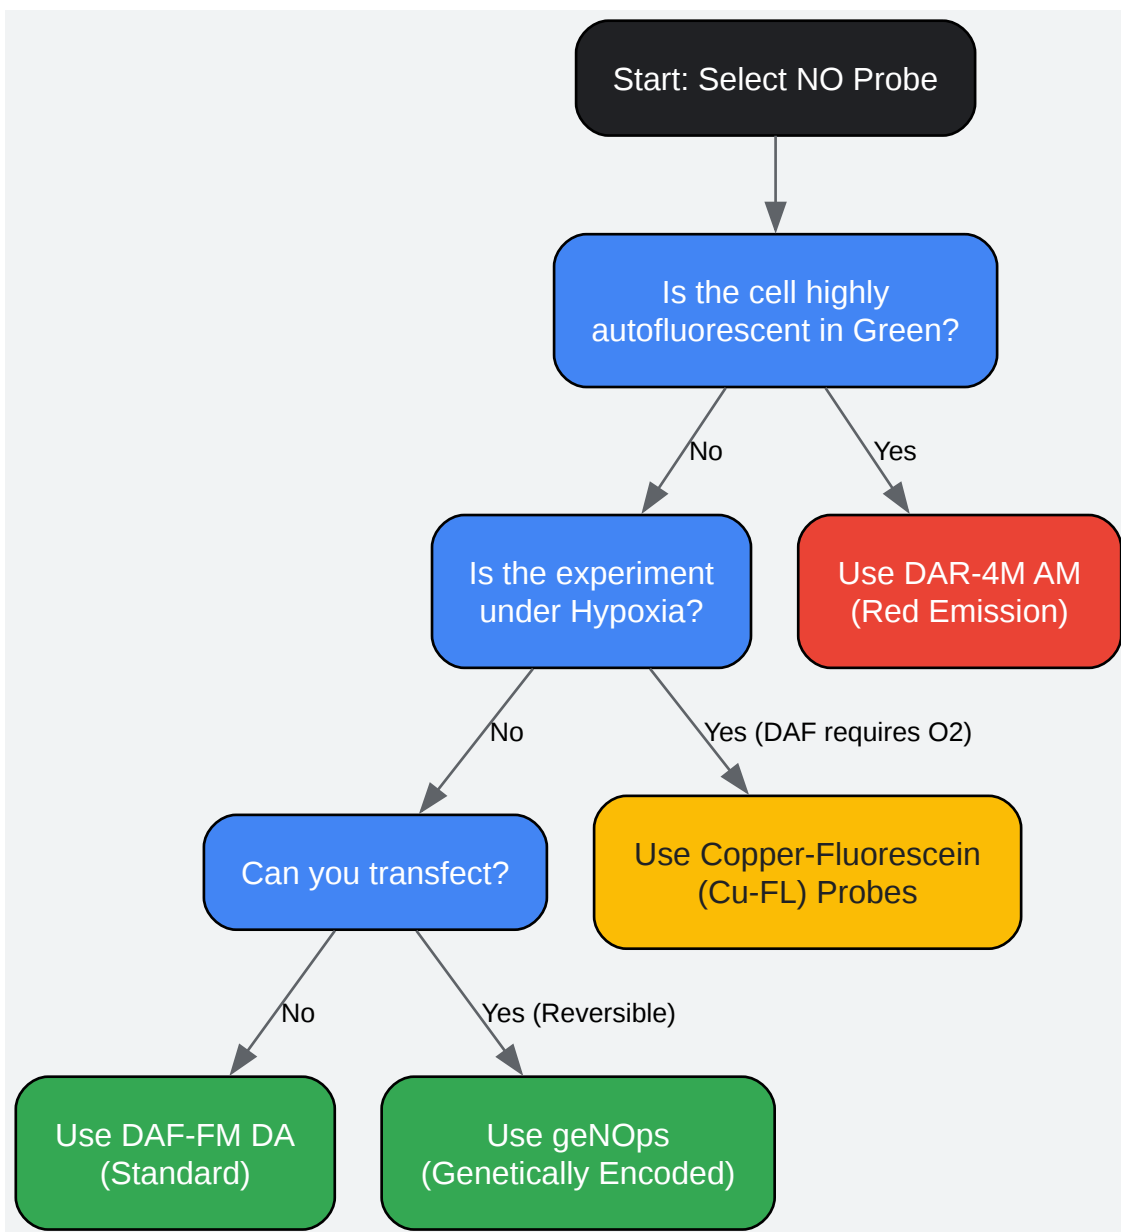 Start: Select NO Probe
Is the cell highly
autofluorescent in Green?
No
Yes
Is the experiment
under Hypoxia?
Use DAR-4M AM
(Red Emission)
No
Yes (DAF requires O2)
Can you transfect?
Use Copper-Fluorescein
(Cu-FL) Probes
No
Yes (Reversible)
Use DAF-FM DA
(Standard)
Use geNOps
(Genetically Encoded)